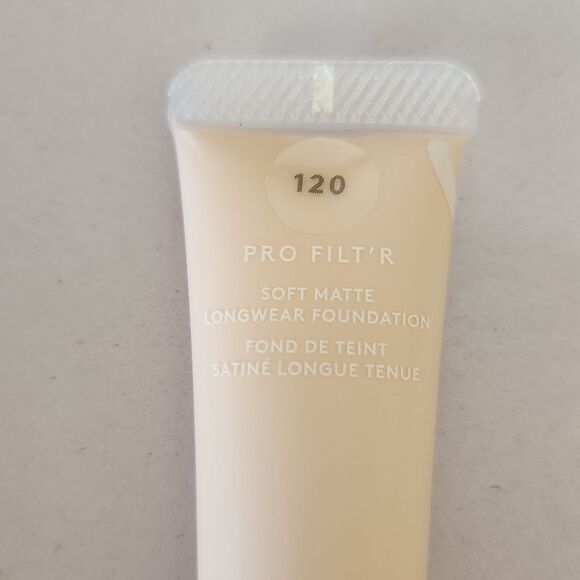 120
PRO FILT'R
SOFT MATTE
LONGWEAR FOUNDATION
FOND DE TEINT
SATINÉ LONGUE TENUE